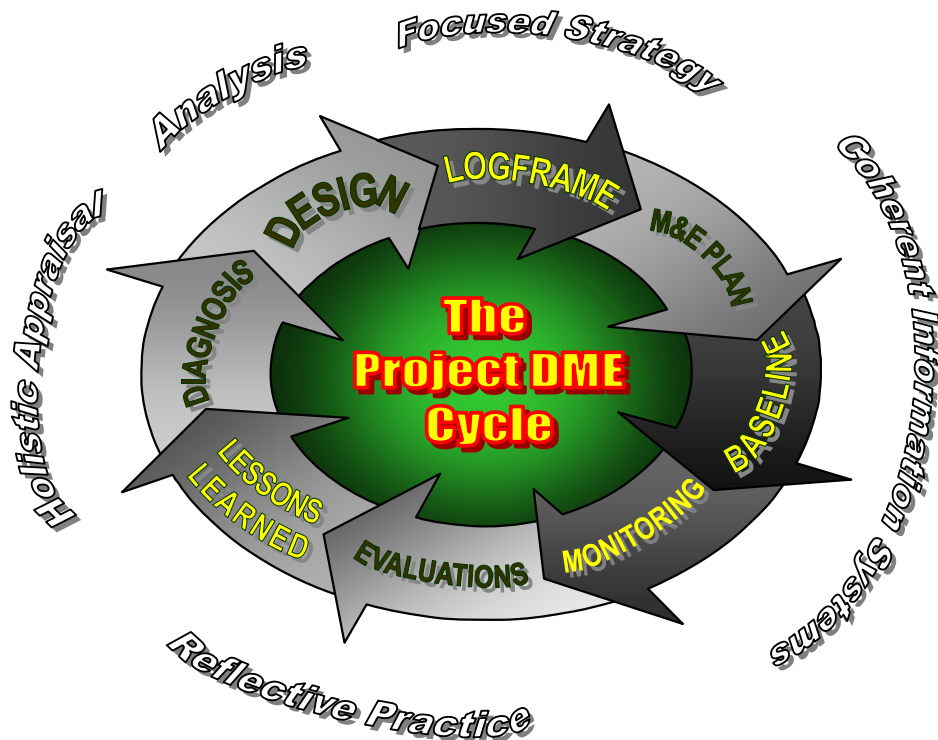 Focused Strategy
Analysis
Coherent Information Systems
Holistic Appraisal
Reflective Practice
DESIGN
LOGFRAME
M&E PLAN
BASELINE
MONITORING
EVALUATIONS
LESSONS
LEARNED
DIAGNOSIS
The
Project DME
Cycle